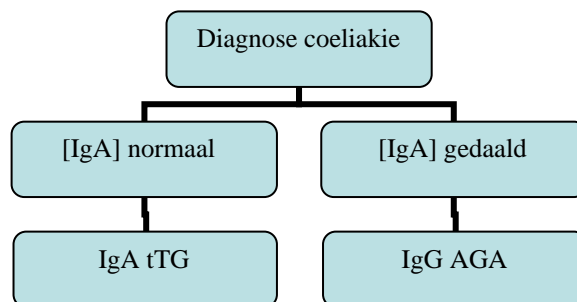 Diagnose coeliakie
[IgA] normaal
[IgA] gedaald
IgA tTG
IgG AGA